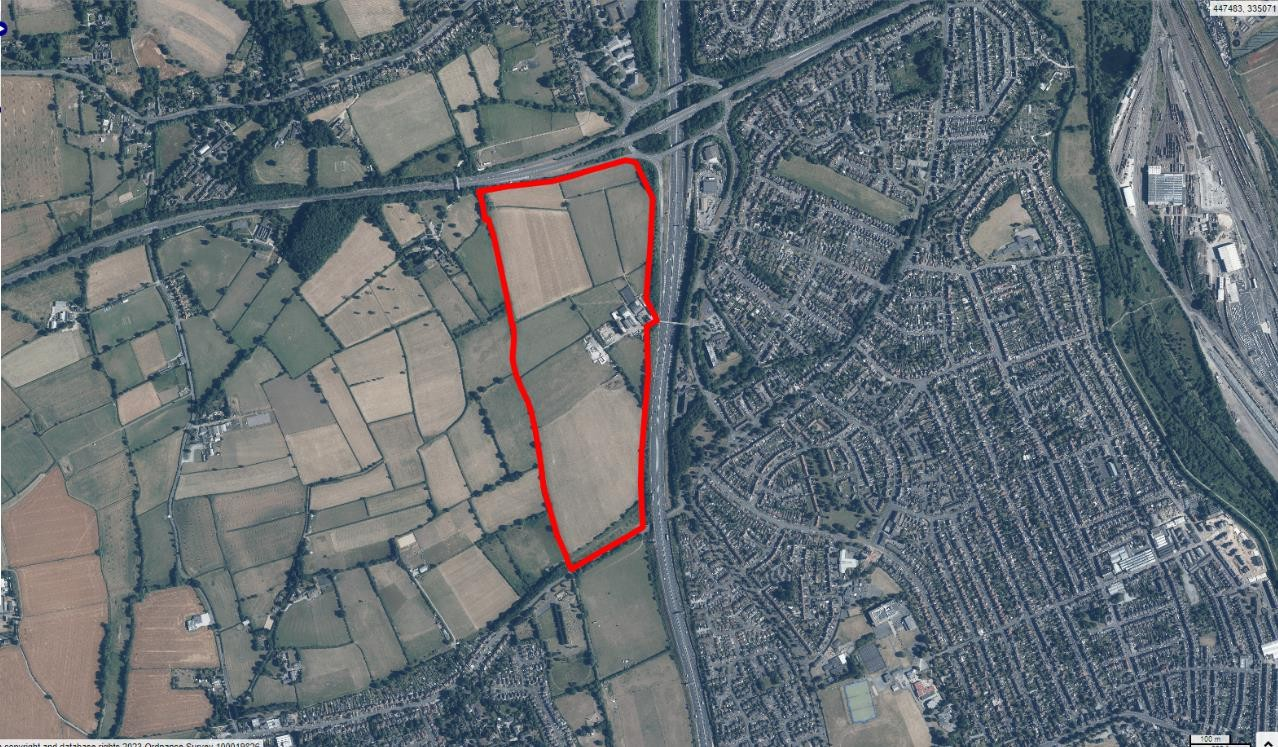 447483, 335071
100 m
copyright and database rights 2023 Ordnance Survey 100019826